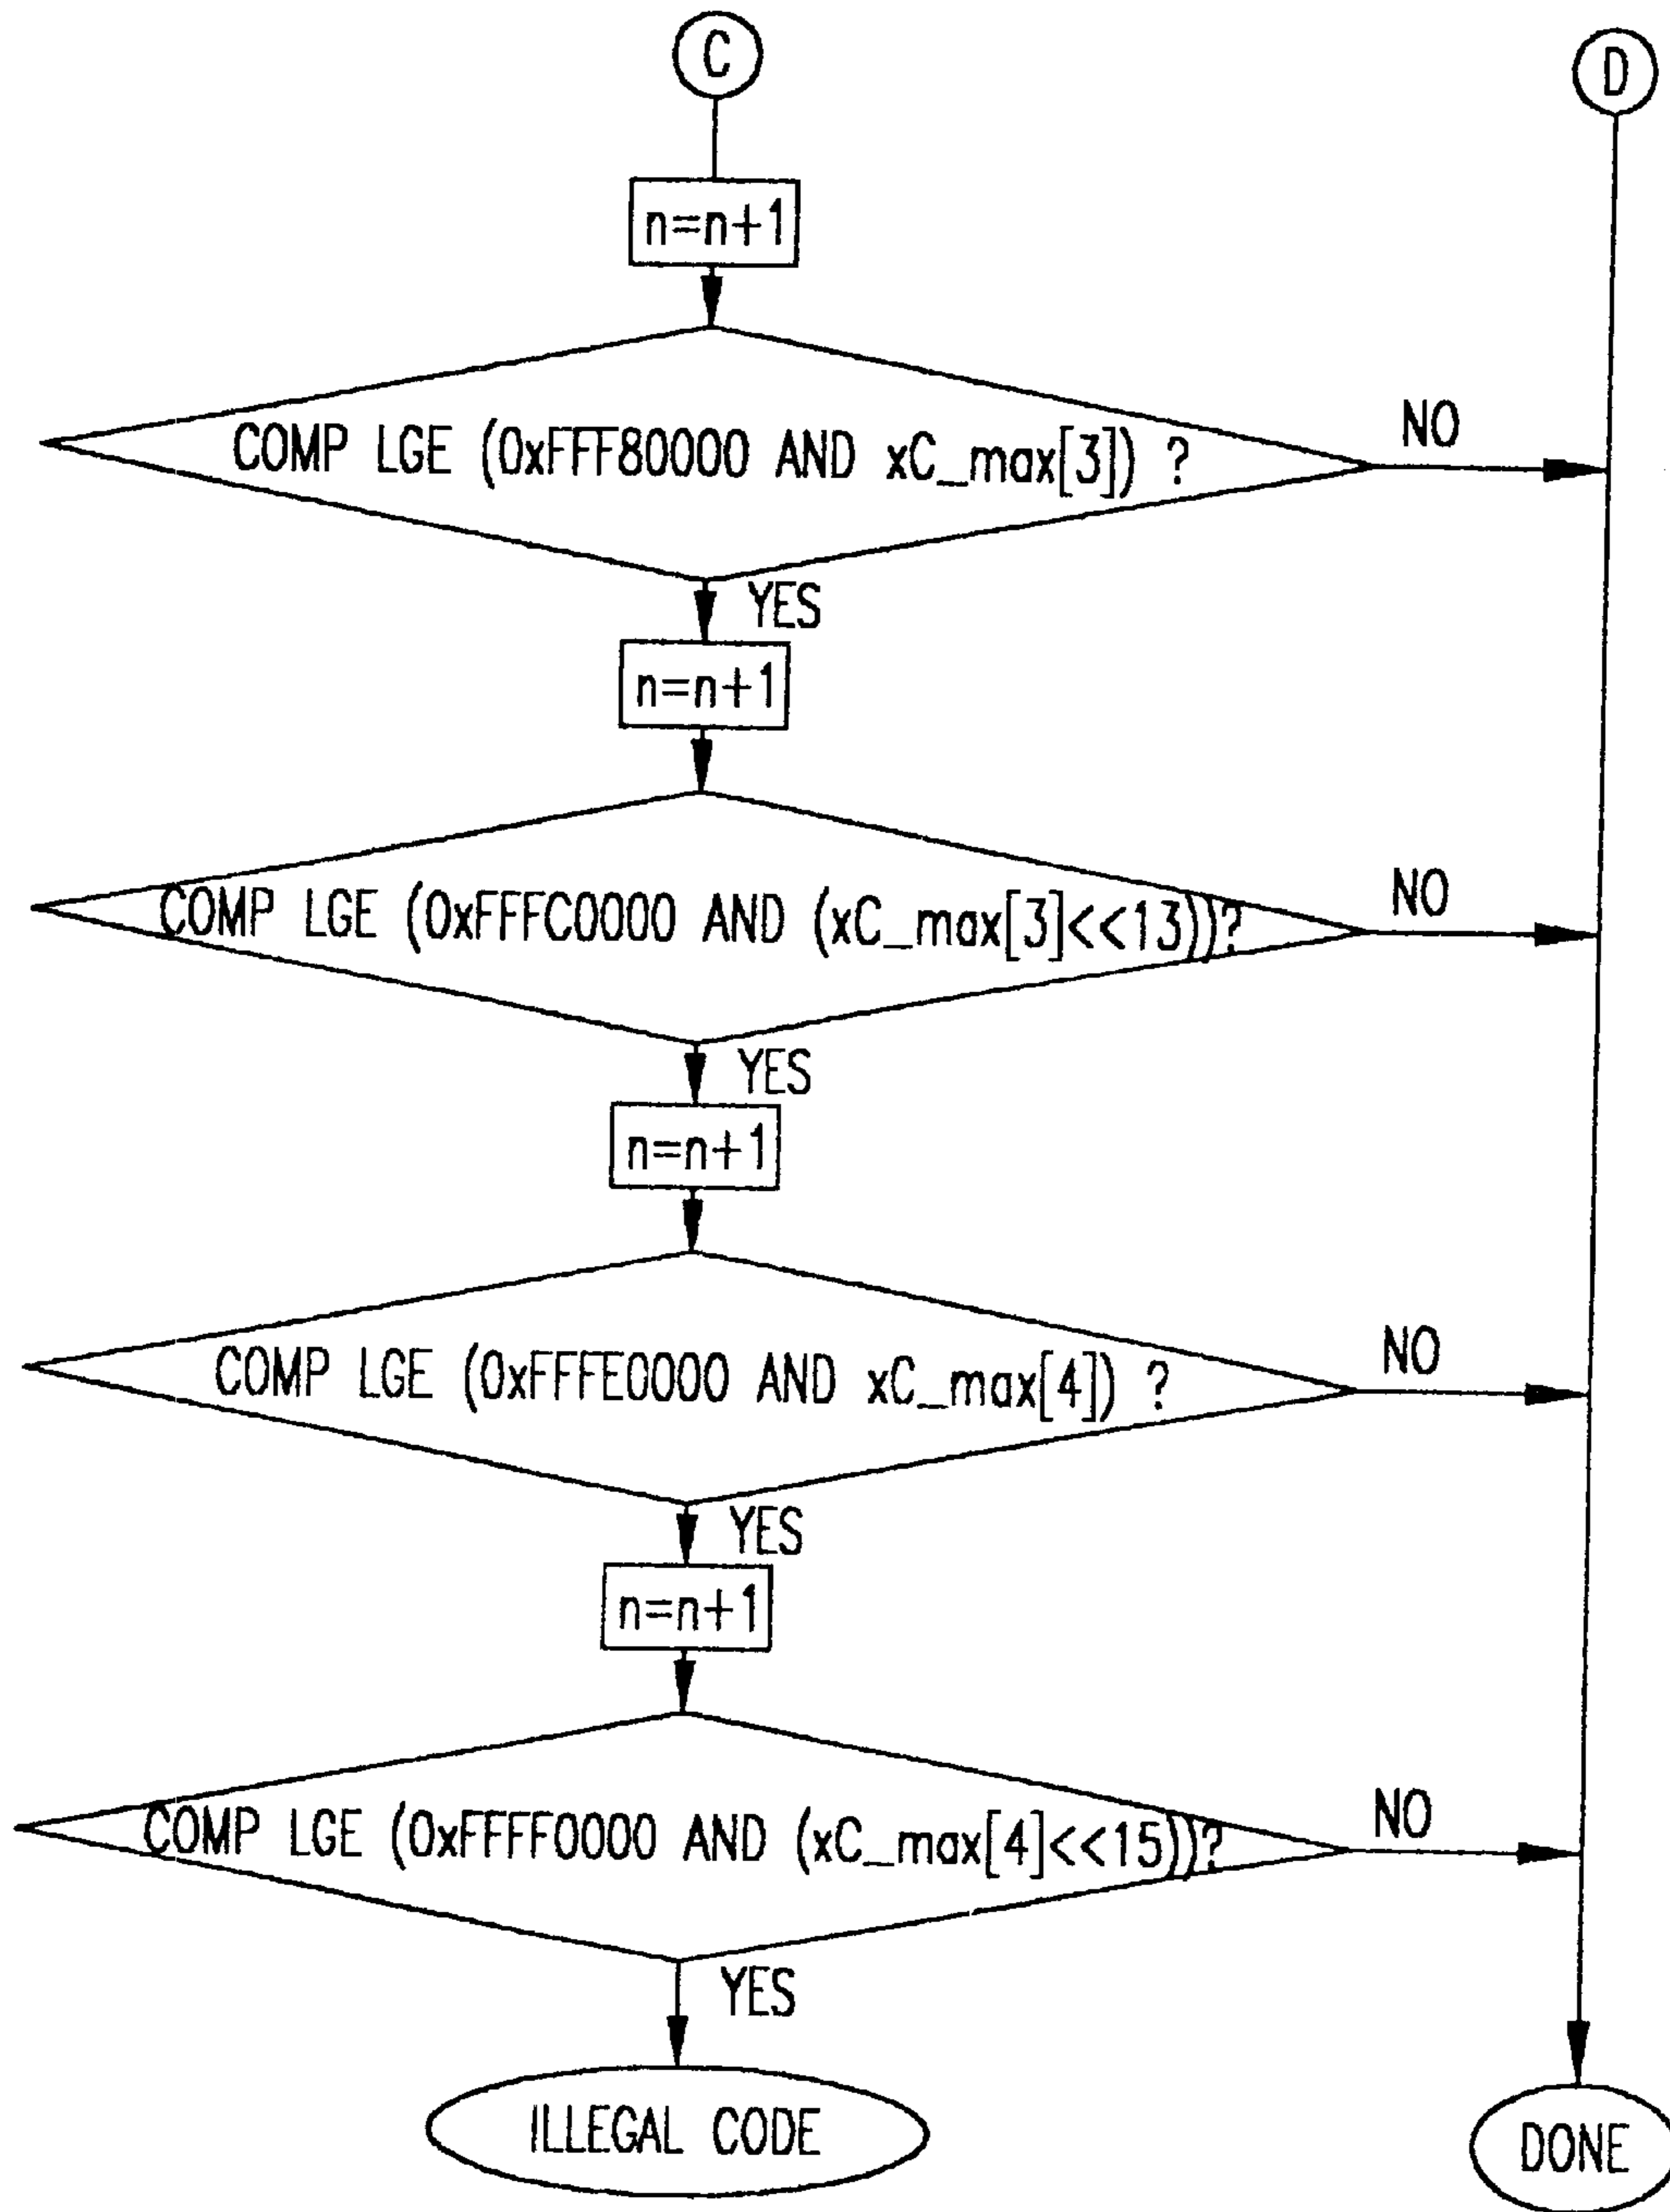 C
D
n=n+1
COMP LGE (0xFFF80000 AND xC_max[3]) ?
NO
YES
n=n+1
COMP LGE (0xFFFC0000 AND (xC_max[3]<<13))?
NO
YES
n=n+1
COMP LGE (0xFFFE0000 AND xC_max[4]) ?
NO
YES
n=n+1
COMP LGE (0xFFFF0000 AND (xC_max[4]<<15))?
NO
YES
ILLEGAL CODE
DONE